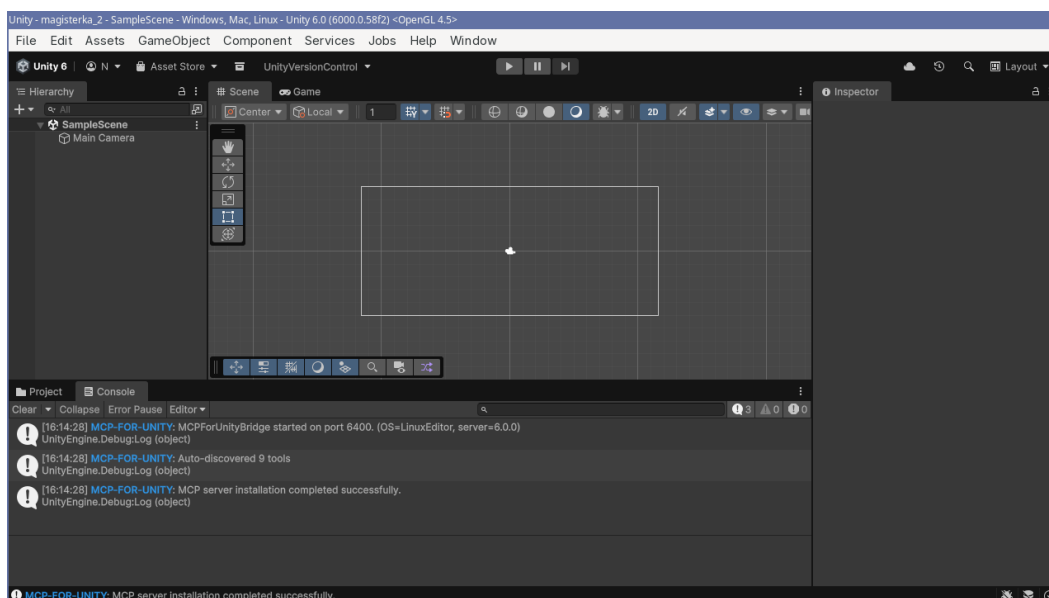 Unity - magisterka_2 - SampleScene - Windows, Mac, Linux - Unity 6.0 (6000.0.58f2) <OpenGL 4.5>
File Edit Assets GameObject Component Services Jobs Help Window
Unity 6 N Asset Store UnityVersionControl Layout
Hierarchy Scene Game Inspector
All Center Local 1 2D
SampleScene
Main Camera
Project Console
Clear Collapse Error Pause Editor 3 0 0
[16:14:28] MCP-FOR-UNITY: MCPForUnityBridge started on port 6400. (OS=LinuxEditor, server=6.0.0)
UnityEngine.Debug:Log (object)
[16:14:28] MCP-FOR-UNITY: Auto-discovered 9 tools
UnityEngine.Debug:Log (object)
[16:14:28] MCP-FOR-UNITY: MCP server installation completed successfully.
UnityEngine.Debug:Log (object)
MCP-FOR-UNITY: MCP server installation completed successfully.